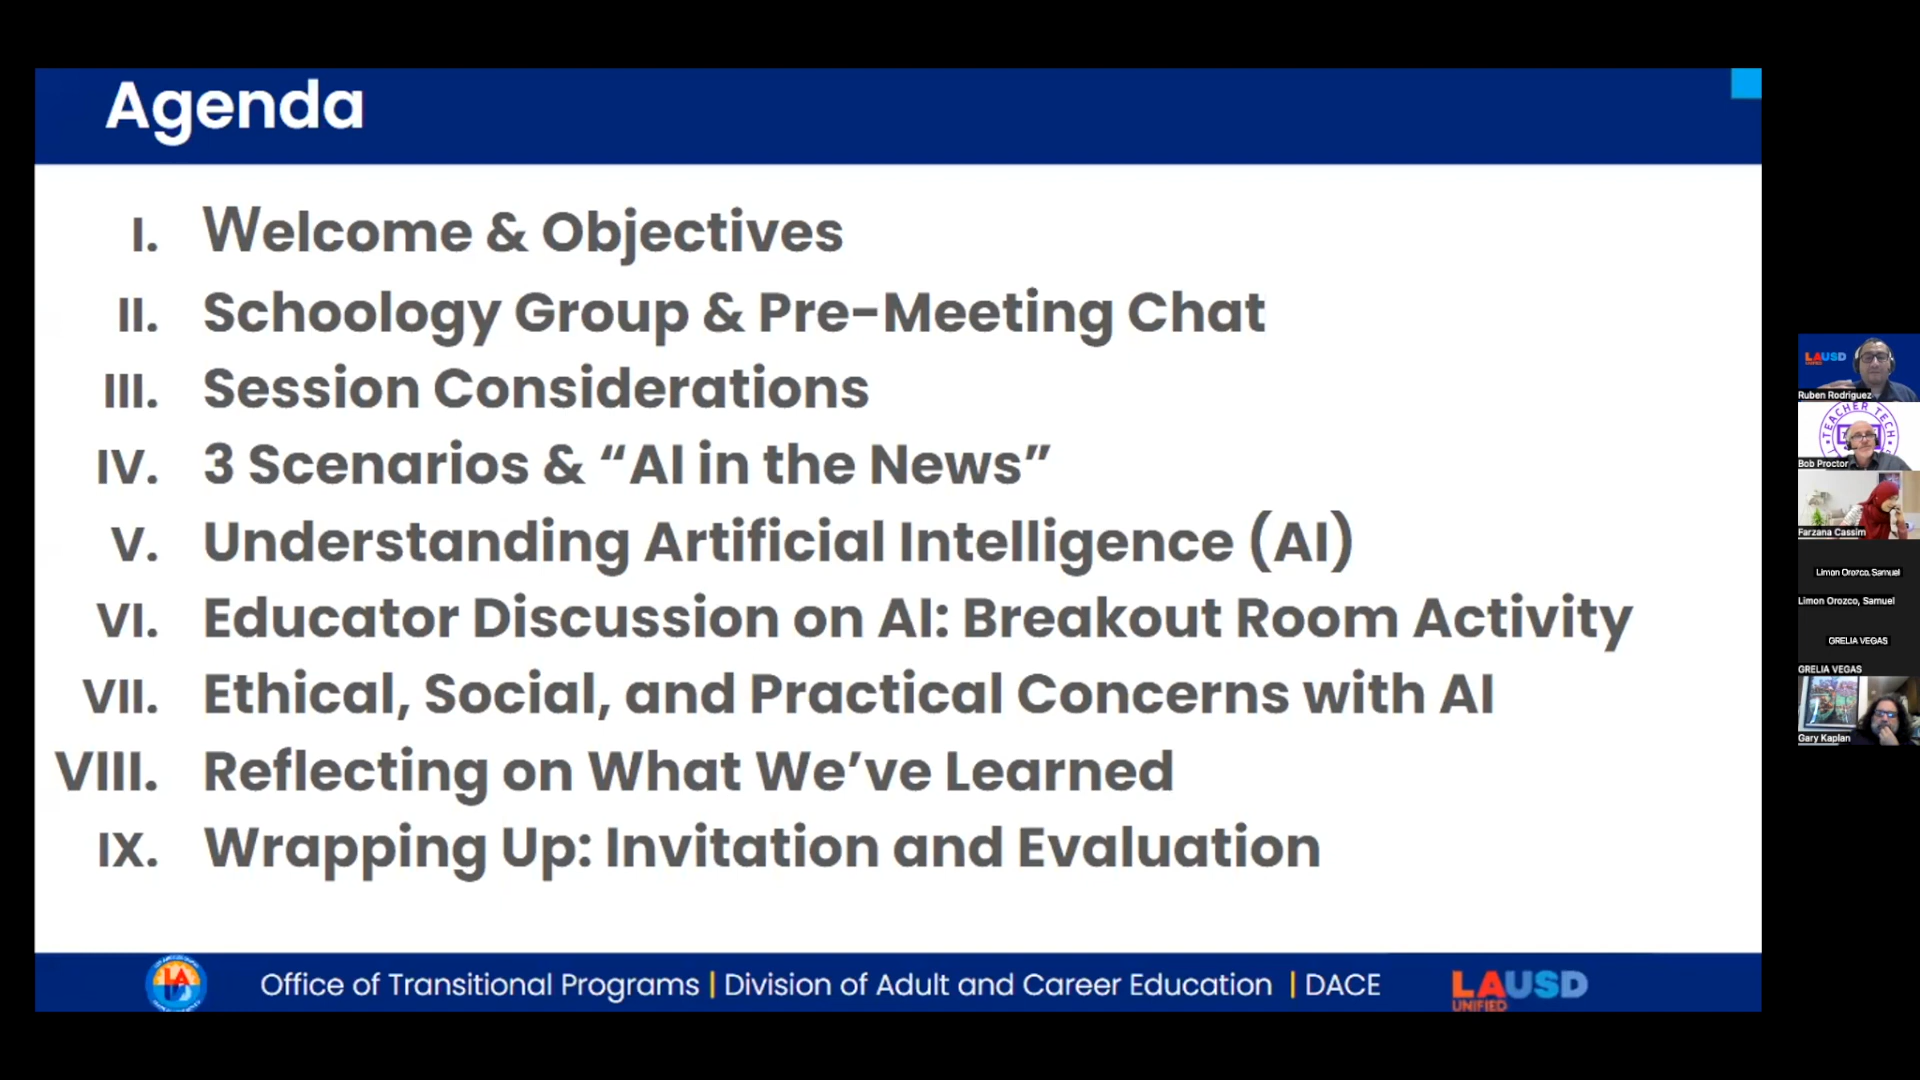 Agenda
I. Welcome & Objectives
II. Schoology Group & Pre-Meeting Chat
III. Session Considerations
IV. 3 Scenarios & “AI in the News”
V. Understanding Artificial Intelligence (AI)
VI. Educator Discussion on AI: Breakout Room Activity
VII. Ethical, Social, and Practical Concerns with AI
VIII. Reflecting on What We’ve Learned
IX. Wrapping Up: Invitation and Evaluation
Office of Transitional Programs | Division of Adult and Career Education | DACE
LAUSD
UNIFIED
LAUSD
UNIFIED
Ruben Rodriguez
TEACHER TECH
Bob Proctor
Farzana Cassim
Limon Orozco, Samuel
Limon Orozco, Samuel
GRELIA VEGAS
GRELIA VEGAS
Gary Kaplan